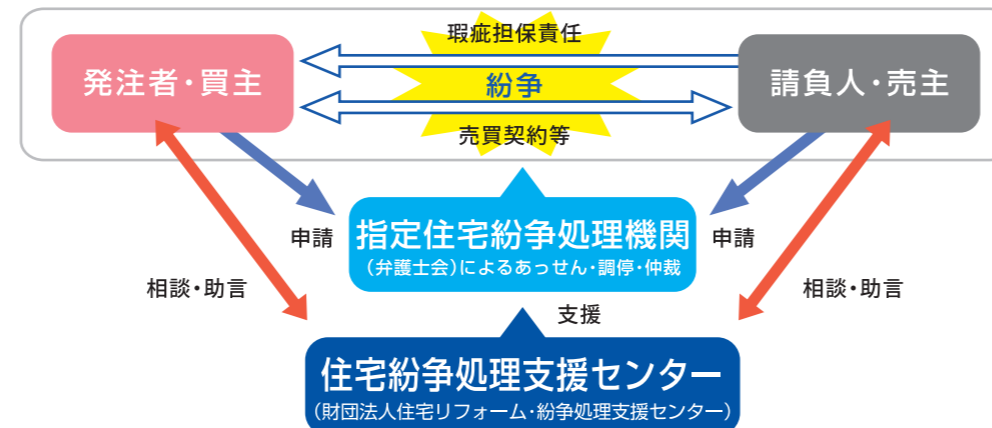 瑕疵担保責任
発注者・買主
紛争
請負人・売主
売買契約等
申請
指定住宅紛争処理機関
(弁護士会)によるあっせん・調停・仲裁
申請
相談・助言
支援
相談・助言
住宅紛争処理支援センター
(財団法人住宅リフォーム・紛争処理支援センター)